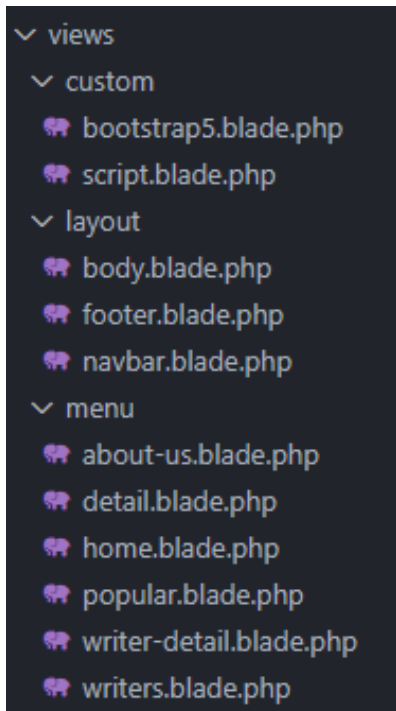 views
custom
bootstrap5.blade.php
script.blade.php
layout
body.blade.php
footer.blade.php
navbar.blade.php
menu
about-us.blade.php
detail.blade.php
home.blade.php
popular.blade.php
writer-detail.blade.php
writers.blade.php